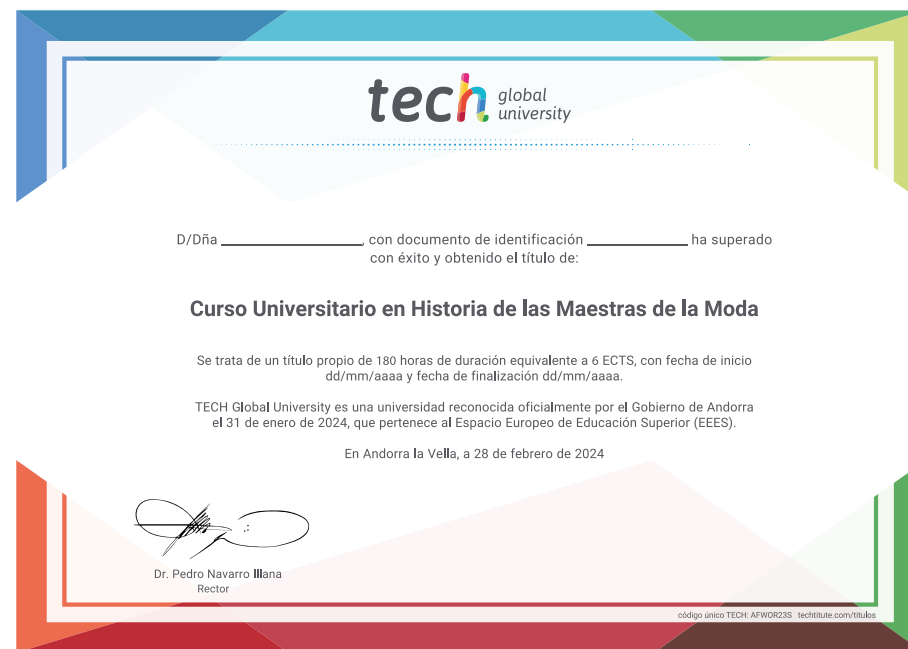 tech global university
D/Dña ____________, con documento de identificación ____________ ha superado
con éxito y obtenido el título de:
Curso Universitario en Historia de las Maestras de la Moda
Se trata de un título propio de 180 horas de duración equivalente a 6 ECTS, con fecha de inicio
dd/mm/aaaa y fecha de finalización dd/mm/aaaa.
TECH Global University es una universidad reconocida oficialmente por el Gobierno de Andorra
el 31 de enero de 2024, que pertenece al Espacio Europeo de Educación Superior (EEES).
En Andorra la Vella, a 28 de febrero de 2024
Dr. Pedro Navarro Illana
Rector
código único TECH: AFWOR23S techtitute.com/titulos